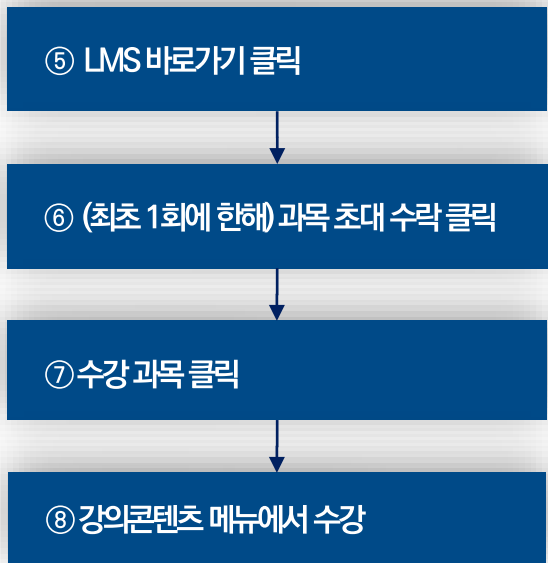 ⑤ LMS 바로가기 클릭
⑥ (최초 1회에 한해) 과목 초대 수락 클릭
⑦ 수강 과목 클릭
⑧ 강의콘텐츠 메뉴에서 수강